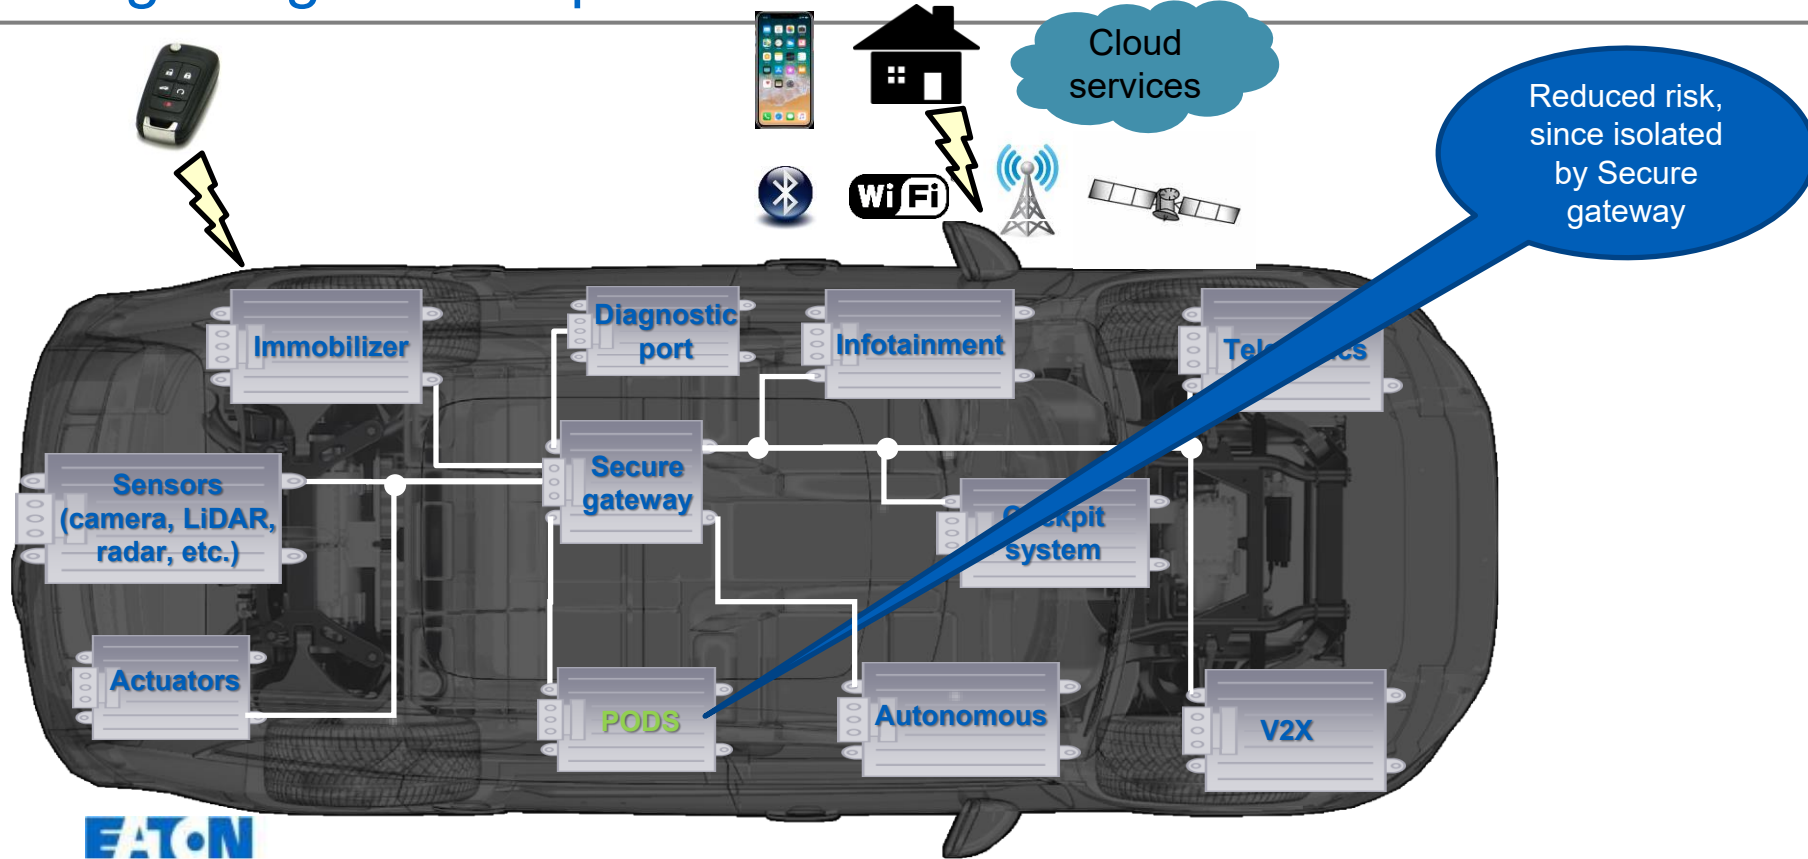 Cloud
services
Reduced risk,
since isolated
by Secure
gateway
Wi Fi
Immobilizer
Diagnostic
port
Infotainment
Secure
gateway
Sensors
(camera, LiDAR,
radar, etc.)
Cockpit
system
Actuators
PODS
Autonomous
V2X
EATON